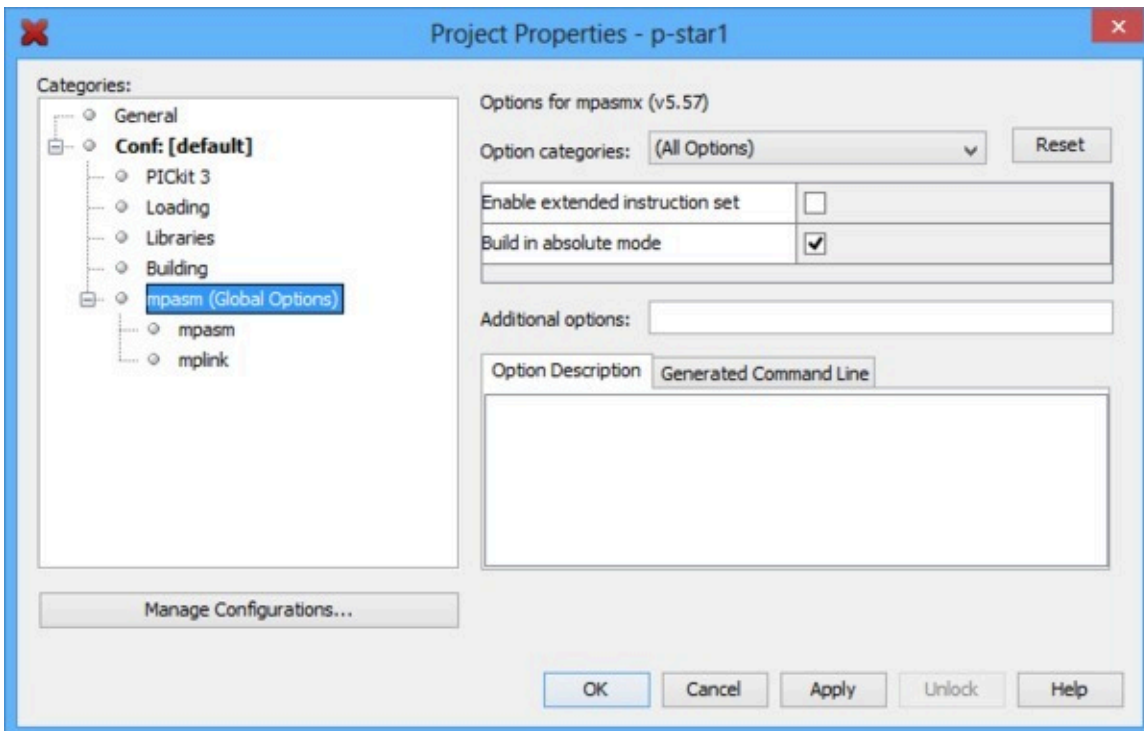 Project Properties - p-star1
Categories:
General
Conf: [default]
PICkit 3
Loading
Libraries
Building
mpasm (Global Options)
mpasm
mplink
Manage Configurations...
Options for mpasmx (v5.57)
Option categories: (All Options) Reset
Enable extended instruction set
Build in absolute mode
Additional options:
Option Description Generated Command Line
OK Cancel Apply Unlock Help